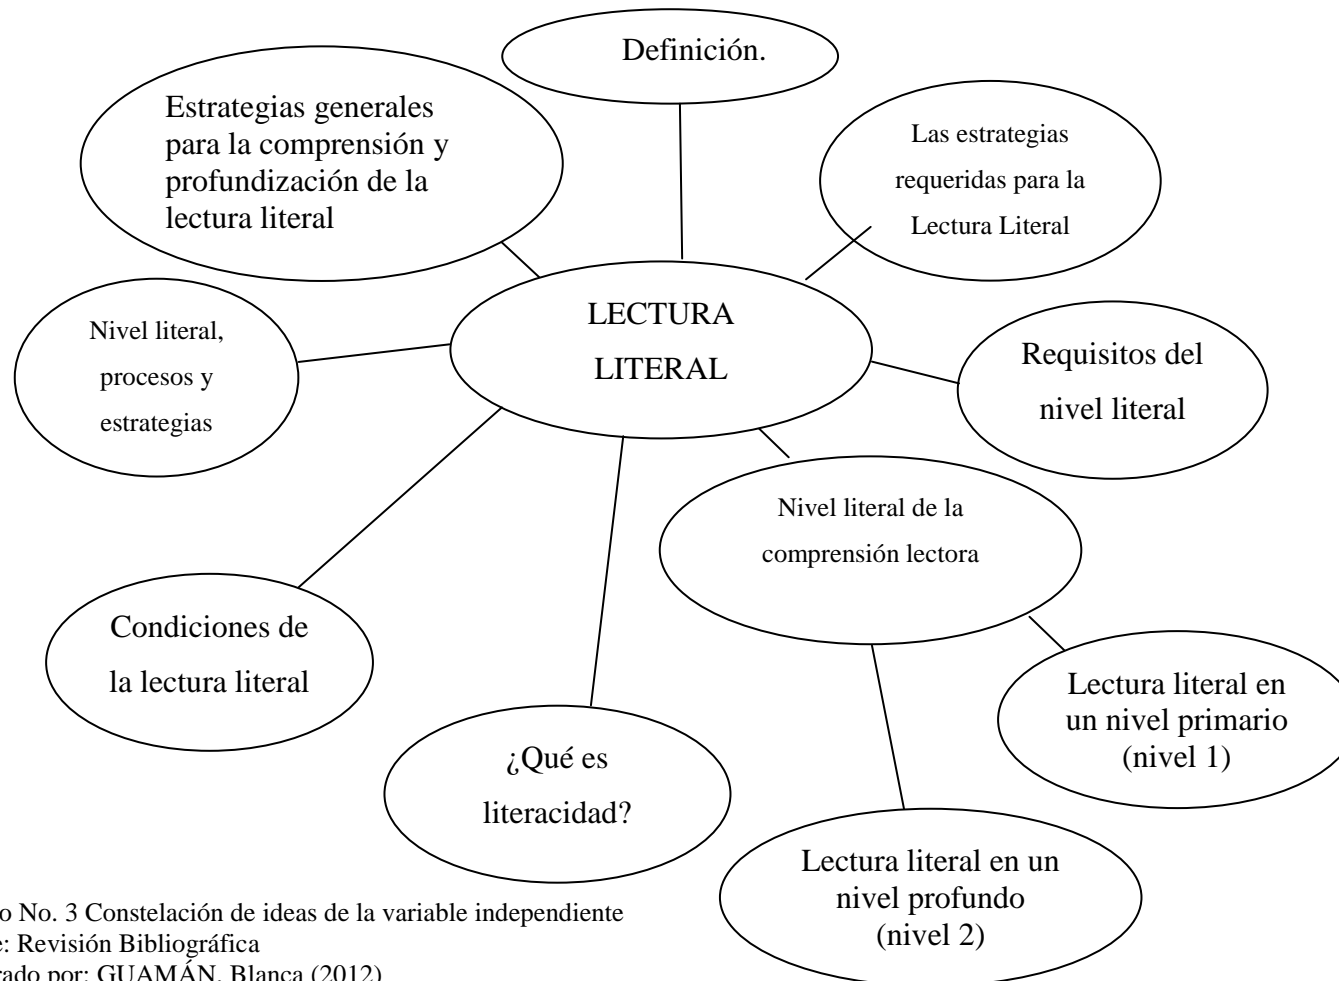 Definición.
Estrategias generales
para la comprensión y
profundización de la
lectura literal
Las estrategias
requeridas para la
Lectura Literal
LECTURA
LITERAL
Nivel literal,
procesos y
estrategias
Requisitos del
nivel literal
Nivel literal de la
comprensión lectora
Condiciones de
la lectura literal
Lectura literal en
un nivel primario
(nivel 1)
¿Qué es
literacidad?
Lectura literal en un
nivel profundo
(nivel 2)
o No. 3 Constelación de ideas de la variable independiente
e: Revisión Bibliográfica
rado por: GUAMÁN, Blanca (2012)